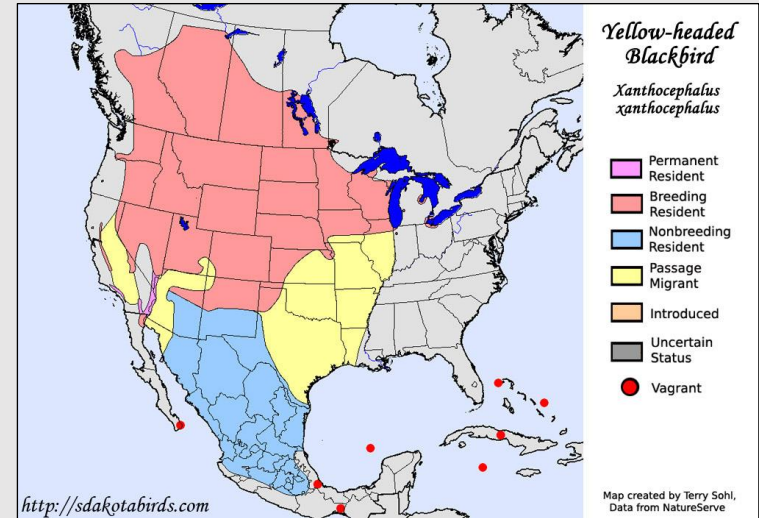 Yellow-headed
Blackbird
Xanthocephalus
xanthocephalus
Permanent
Resident
Breeding
Resident
Nonbreeding
Resident
Passage
Migrant
Introduced
Uncertain
Status
Vagrant
Map created by Terry Sohl,
Data from NatureServe
http://sdakotabirds.com